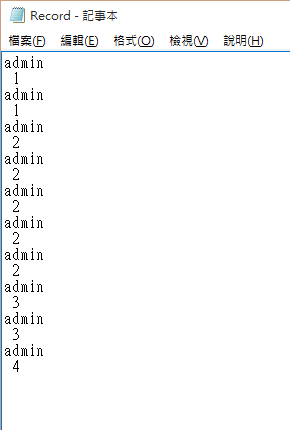 Record - 記事本
檔案(F) 編輯(E) 格式(O) 檢視(V) 說明(H)
admin
1
admin
1
admin
2
admin
2
admin
2
admin
2
admin
2
admin
3
admin
3
admin
4